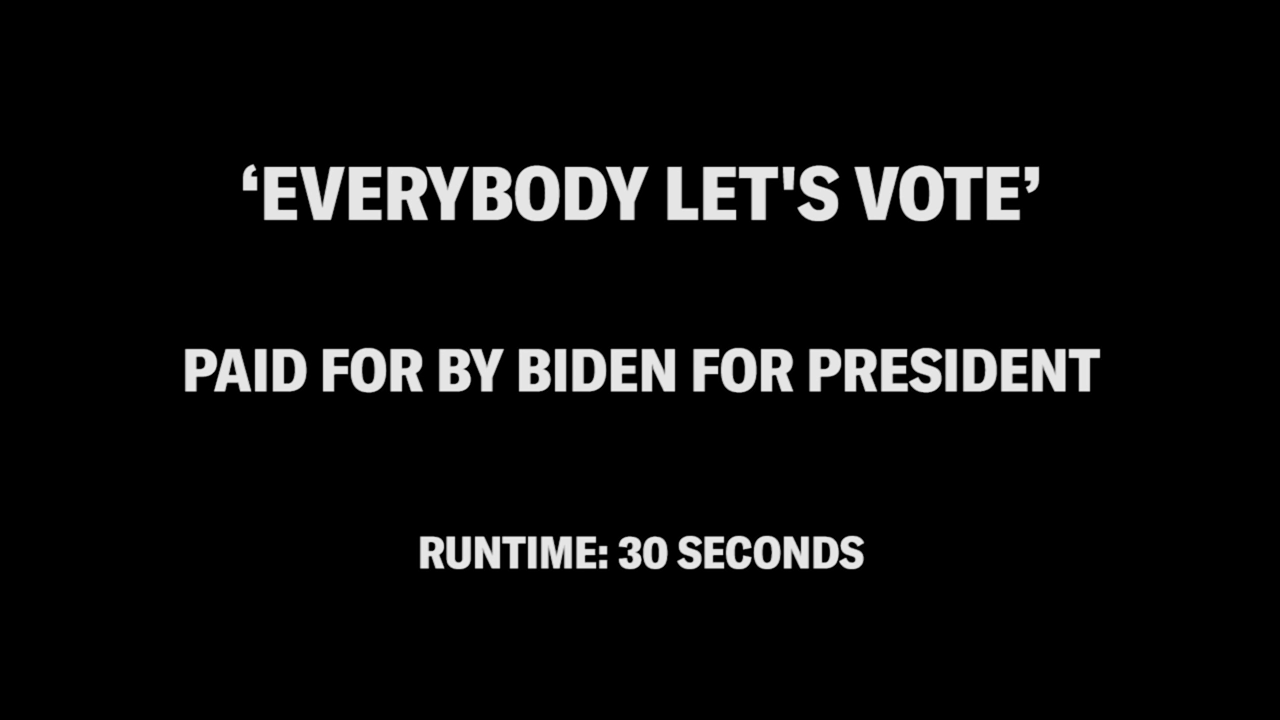 ‘EVERYBODY LET'S VOTE’
PAID FOR BY BIDEN FOR PRESIDENT
RUNTIME: 30 SECONDS